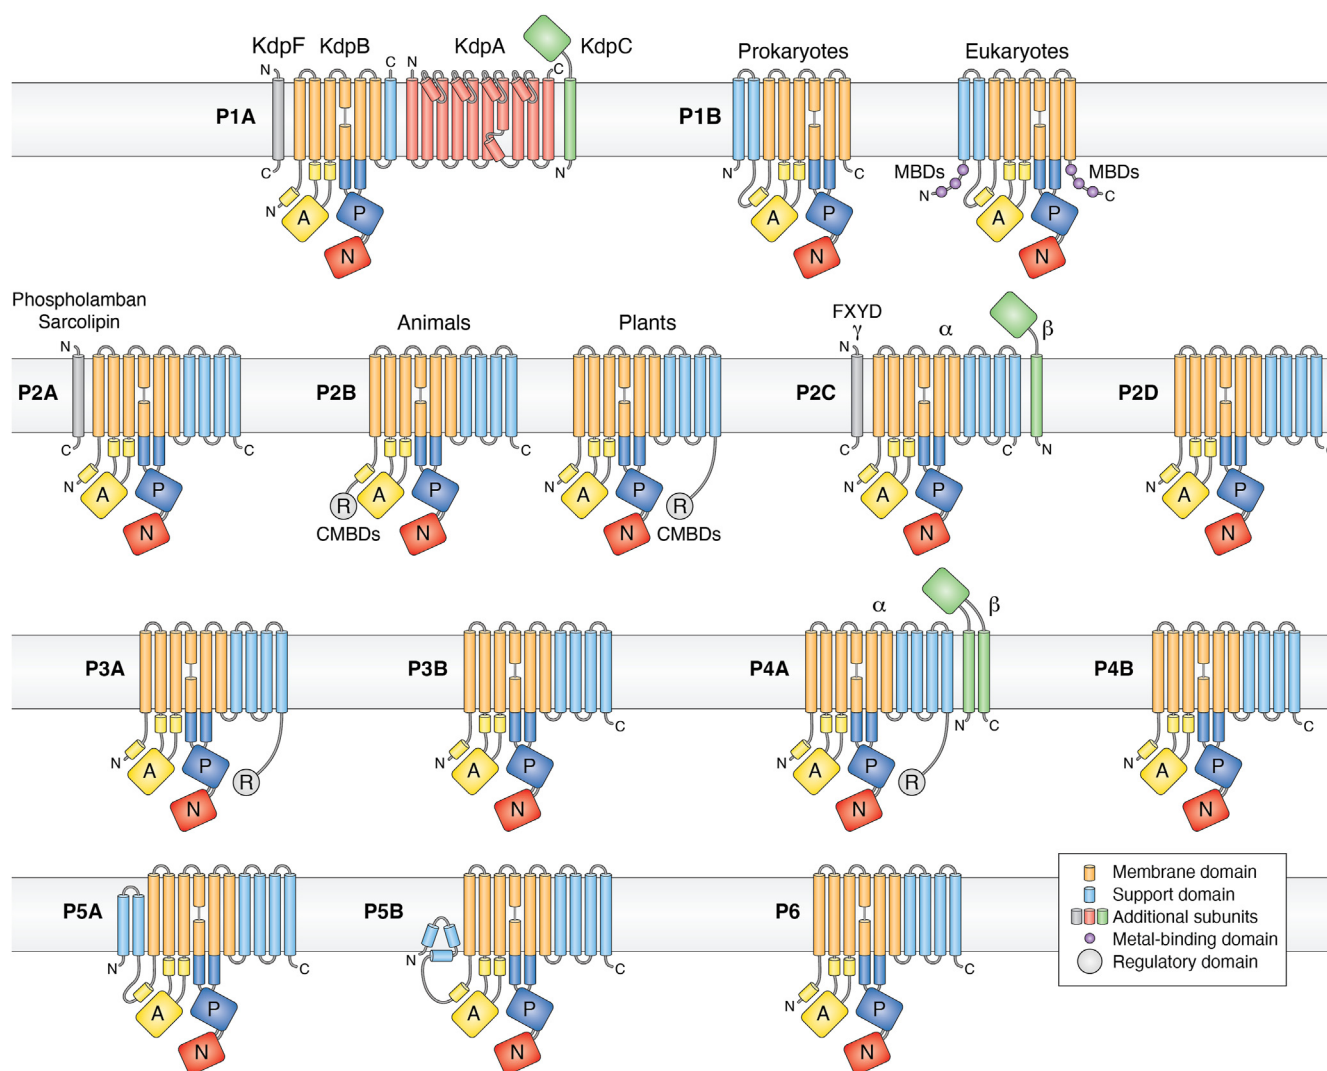 KdpF KdpB KdpA KdpC
N C N C
P1A
C N
N A P
N
Prokaryotes
P1B
N C
A P
N
Eukaryotes
MBDs MBDs
N C
A P
N
Phospholamban
Sarcolipin
N
P2A
C C
N A P
N
Animals
P2B
C
R A P
CMBDs N
Plants
N A P R
N CMBDs
FXYD
γ α β
N
P2C
C C N
N A P
N
P2D
N A P
N
P3A
N A P R
N
P3B
C
N A P
N
α β
P4A
N C
N A P R
N
P4B
C
N A P
N
P5A
N C
A P
N
P5B
N C
A P
N
P6
C
N A P
N
Membrane domain
Support domain
Additional subunits
Metal-binding domain
Regulatory domain